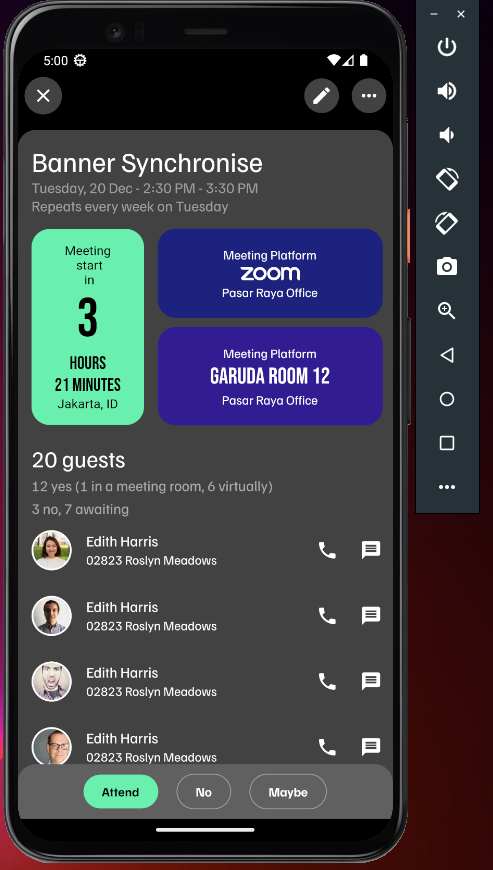 5:00
Banner Synchronise
Tuesday, 20 Dec - 2:30 PM - 3:30 PM
Repeats every week on Tuesday
Meeting
start
in
3
HOURS
21 MINUTES
Jakarta, ID
Meeting Platform
zoom
Pasar Raya Office
Meeting Platform
GARUDA ROOM 12
Pasar Raya Office
20 guests
12 yes (1 in a meeting room, 6 virtually)
3 no, 7 awaiting
Edith Harris
02823 Roslyn Meadows
Edith Harris
02823 Roslyn Meadows
Edith Harris
02823 Roslyn Meadows
Edith Harris
02823 Roslyn Meadows
Attend
No
Maybe